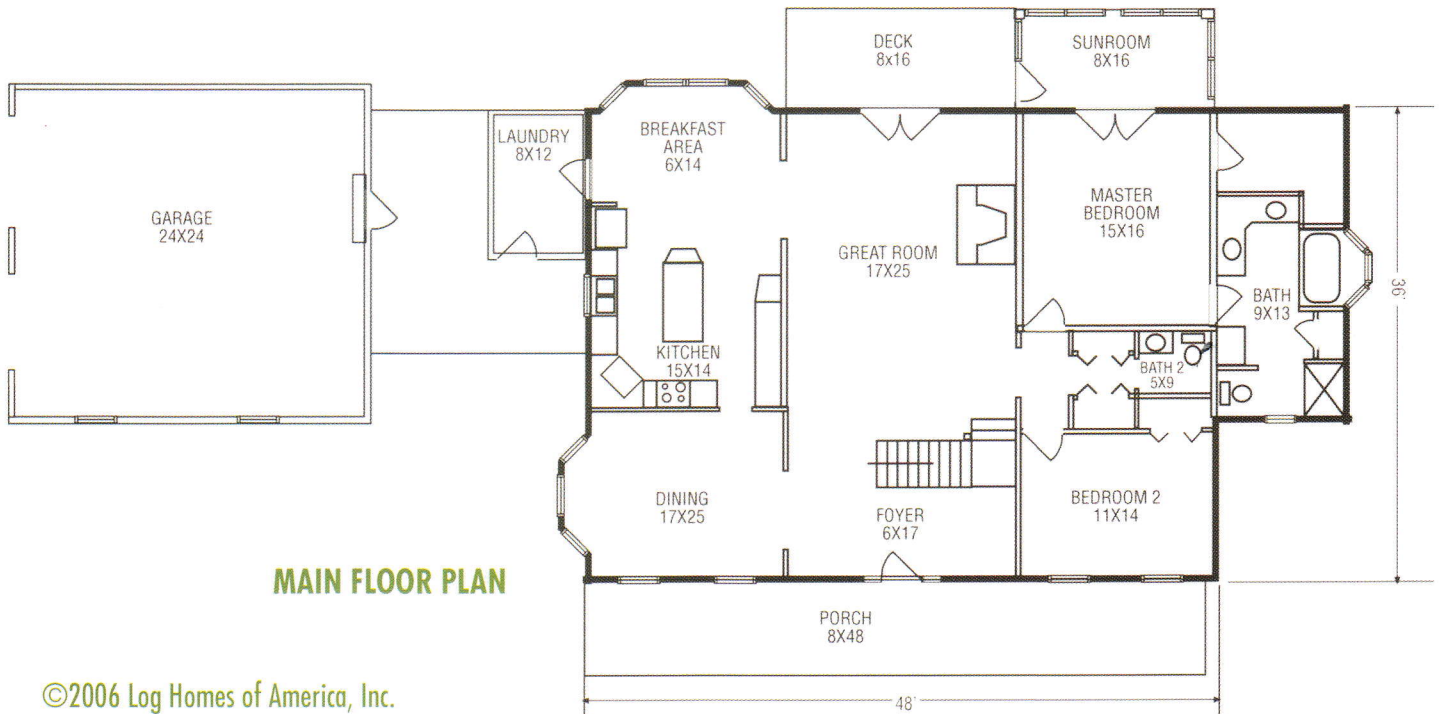 DECK
8x16
SUNROOM
8X16
LAUNDRY
8X12
BREAKFAST
AREA
6X14
GARAGE
24X24
MASTER
BEDROOM
15X16
GREAT ROOM
17X25
BATH
9X13
36'
KITCHEN
15X14
BATH 2
5X9
DINING
17X25
FOYER
6X17
BEDROOM 2
11X14
MAIN FLOOR PLAN
PORCH
8X48
©2006 Log Homes of America, Inc.
48'